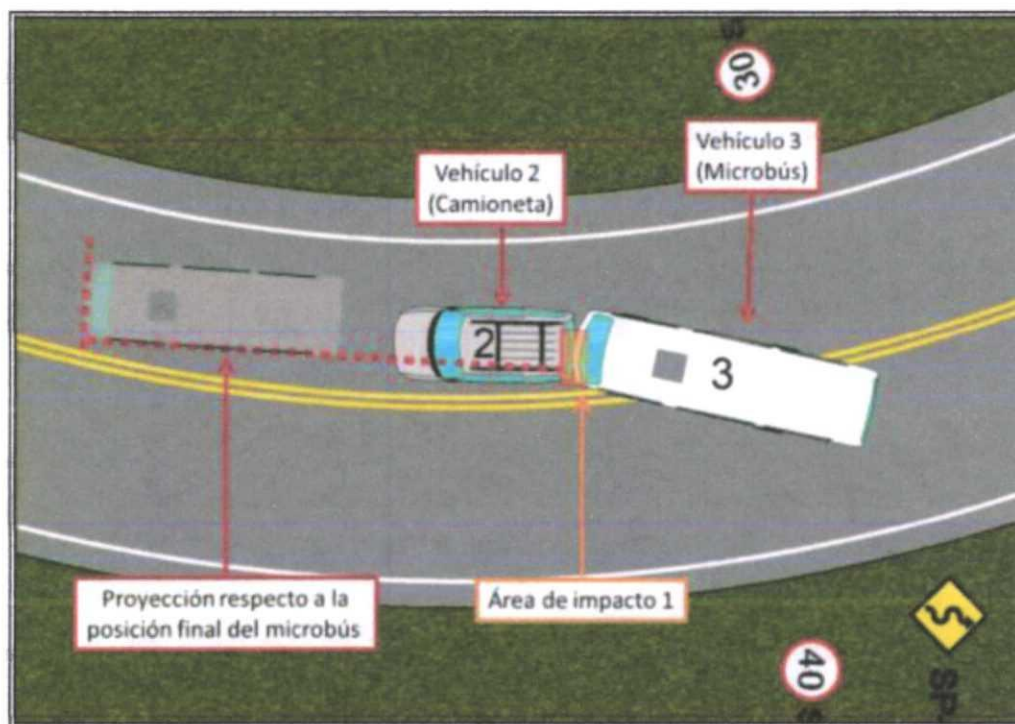 S
30
Vehículo 3
(Microbús)
Vehículo 2
(Camioneta)
2
3
Proyección respecto a la
posición final del microbús
Área de impacto 1
40
S
SP